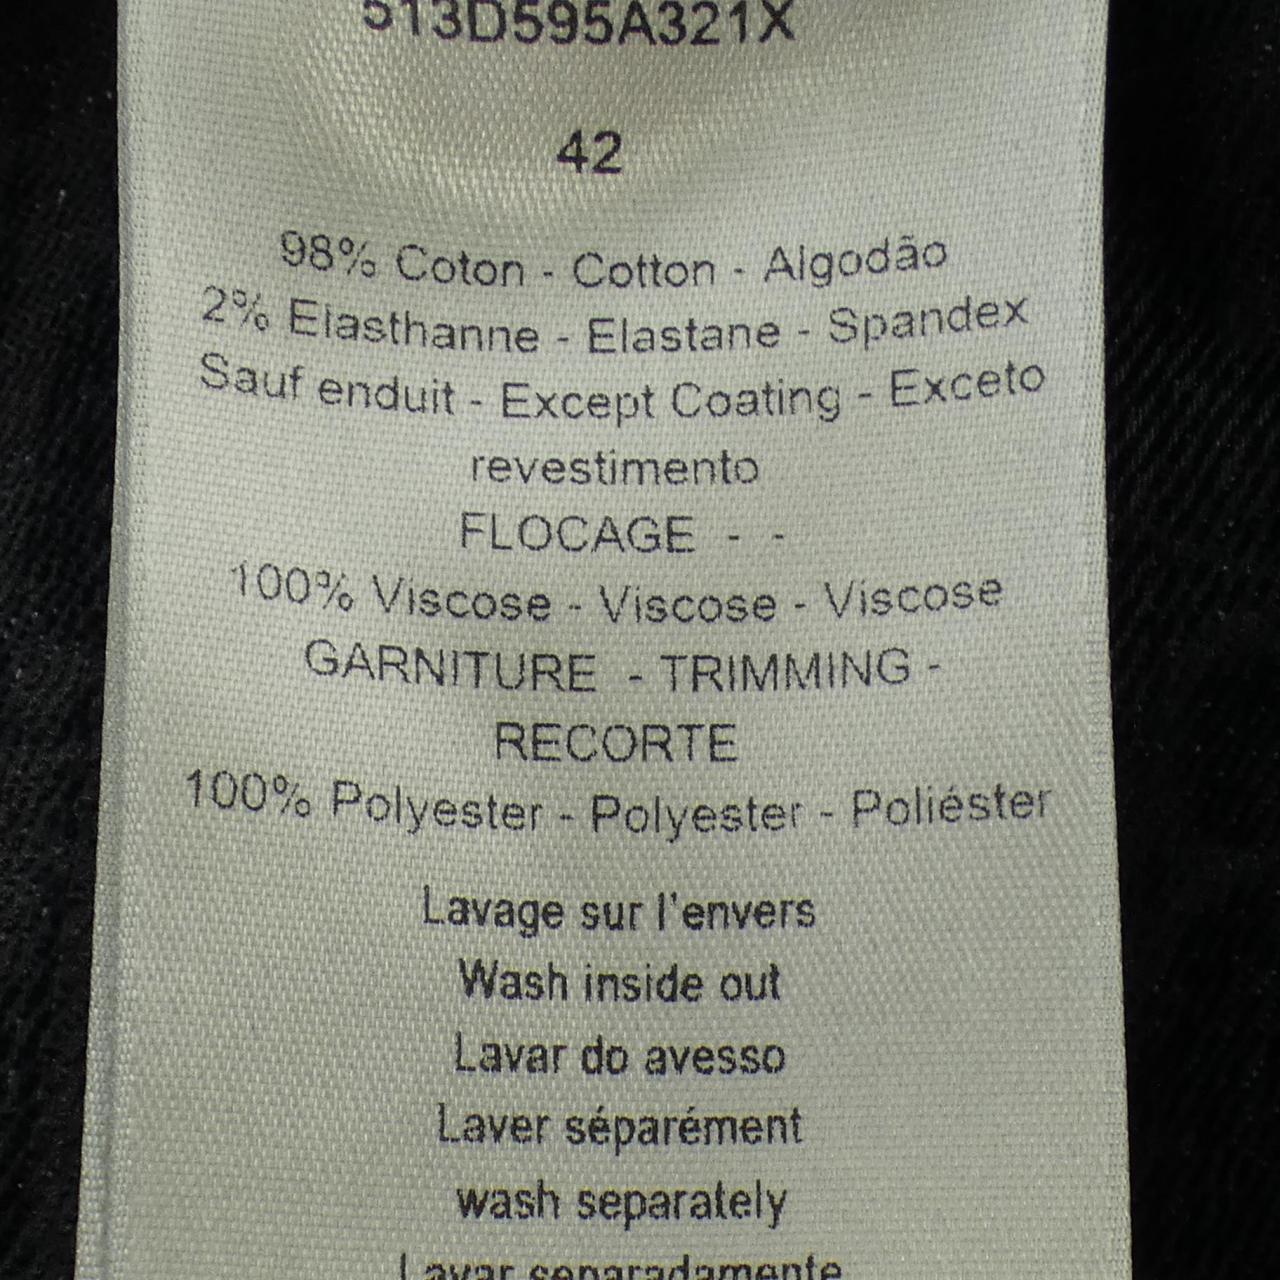 513D595A321X
42
98% Coton - Cotton - Algodão
2% Elasthanne - Elastane - Spandex
Sauf enduit - Except Coating - Exceto
revestimento
FLOCAGE - -
100% Viscose - Viscose - Viscose
GARNITURE - TRIMMING -
RECORTE
100% Polyester - Polyester - Poliéster
Lavage sur l'envers
Wash inside out
Lavar do avesso
Laver séparément
wash separately
Lavar separadamente